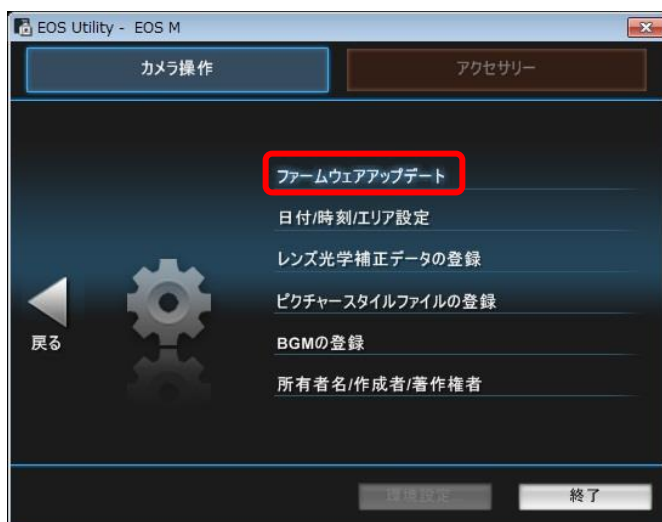 EOS Utility - EOS M
カメラ操作
アクセサリー
ファームウェアアップデート
日付/時刻/エリア設定
レンズ光学補正データの登録
ピクチャースタイルファイルの登録
戻る
BGMの登録
所有者名/作成者/著作権者
環境設定...
終了